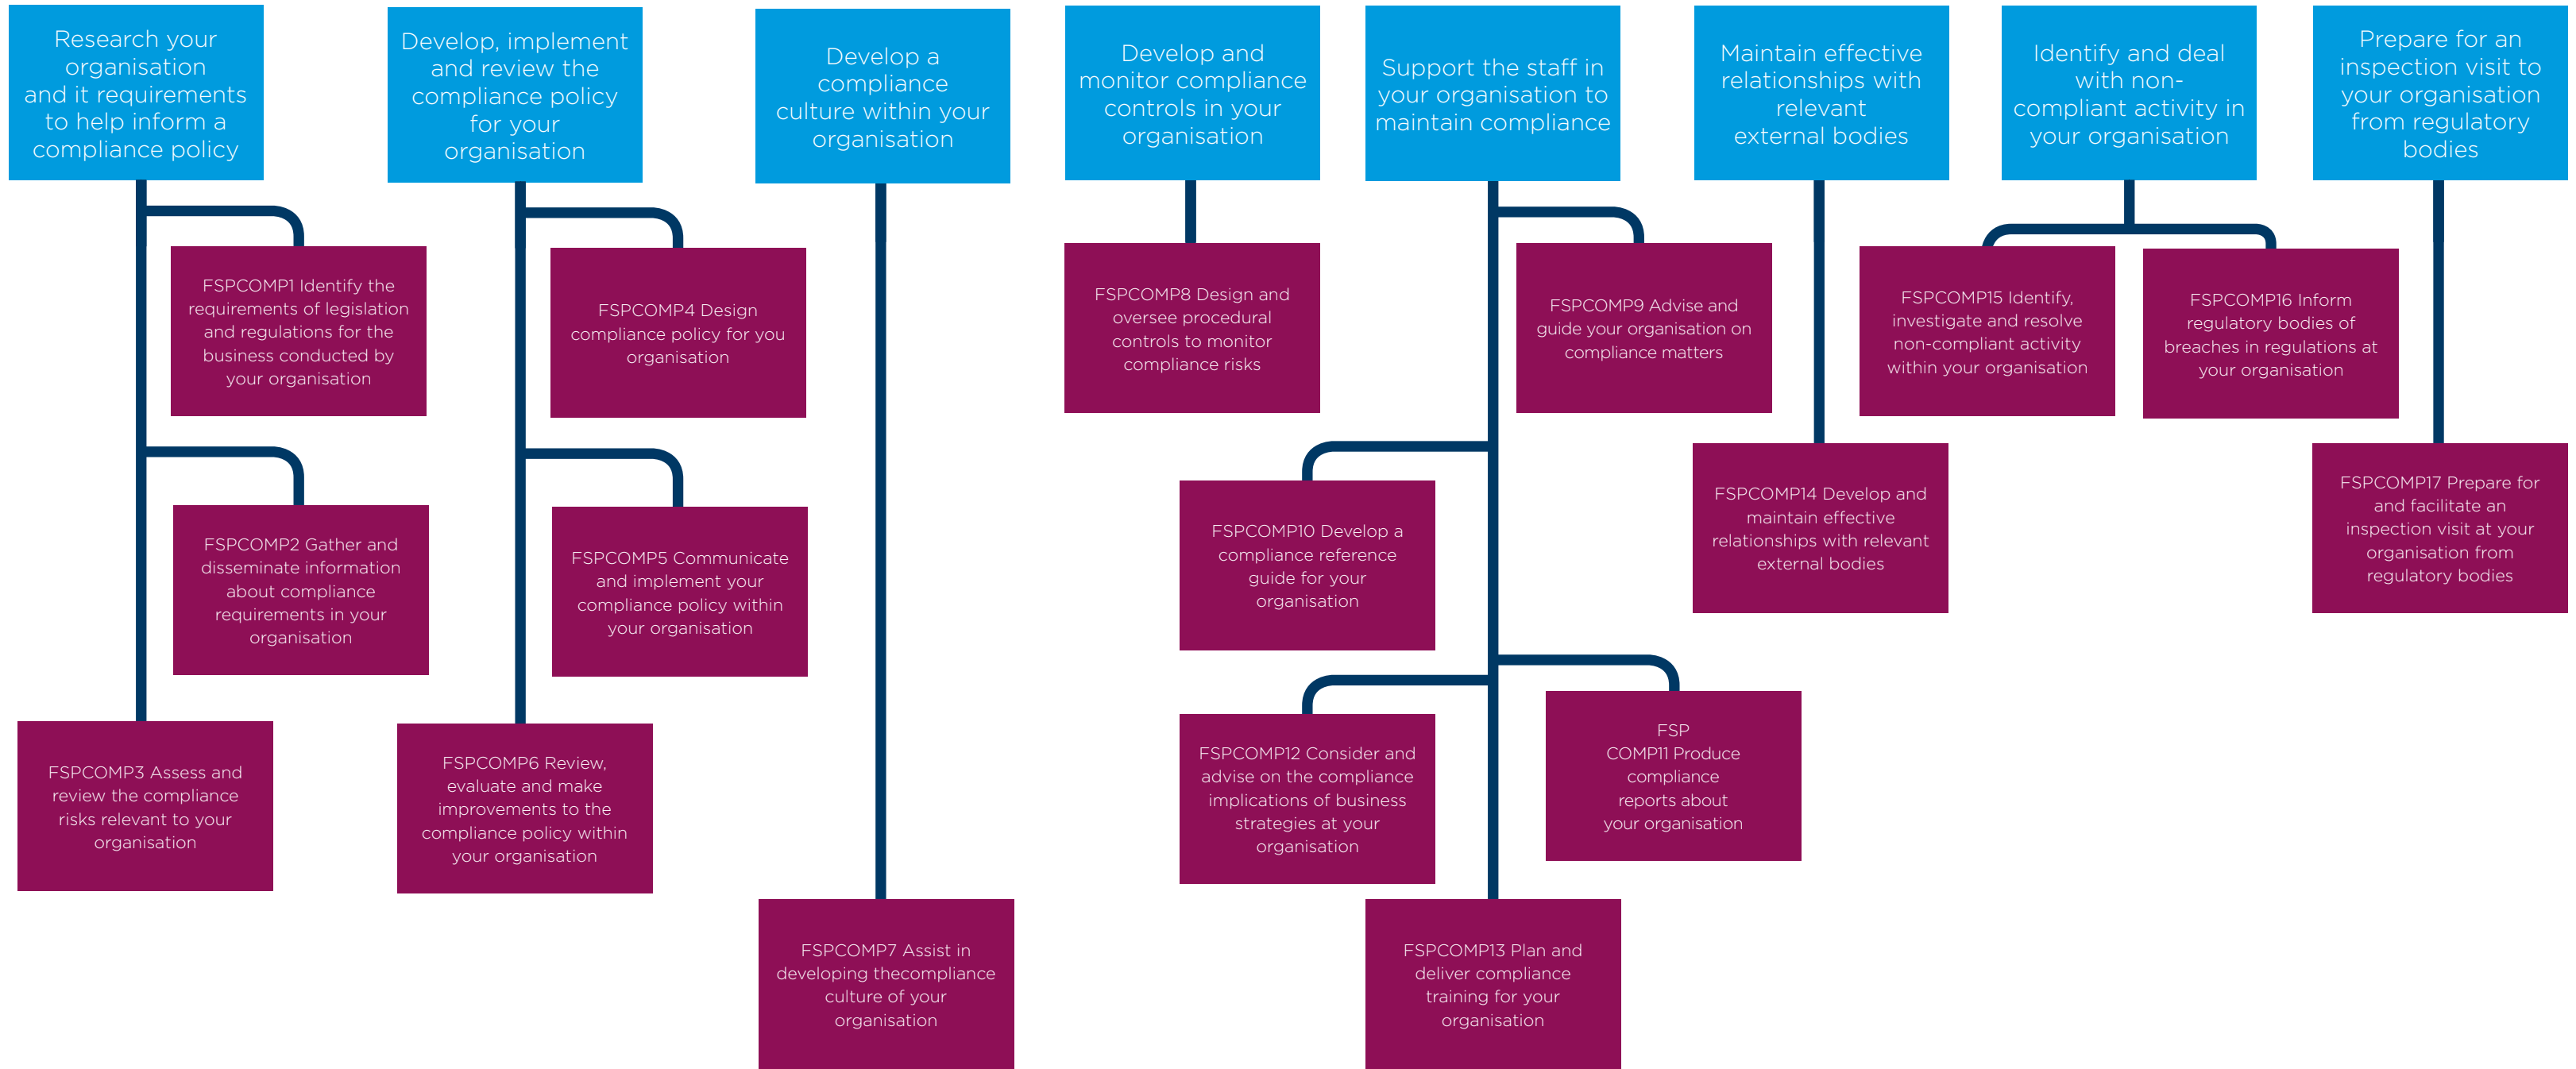 Research your
organisation
and it requirements
to help inform a
compliance policy
Develop, implement
and review the
compliance policy
for your
organisation
Develop a
compliance
culture within your
organisation
Develop and
monitor compliance
controls in your
organisation
Support the staff in
your organisation to
maintain compliance
Maintain effective
relationships with
relevant
external bodies
Identify and deal
with non-
compliant activity in
your organisation
Prepare for an
inspection visit to
your organisation
from regulatory
bodies
FSPCOMP1 Identify the
requirements of legislation
and regulations for the
business conducted by
your organisation
FSPCOMP4 Design
compliance policy for you
organisation
FSPCOMP8 Design and
oversee procedural
controls to monitor
compliance risks
FSPCOMP9 Advise and
guide your organisation on
compliance matters
FSPCOMP15 Identify,
investigate and resolve
non-compliant activity
within your organisation
FSPCOMP16 Inform
regulatory bodies of
breaches in regulations at
your organisation
FSPCOMP2 Gather and
disseminate information
about compliance
requirements in your
organisation
FSPCOMP5 Communicate
and implement your
compliance policy within
your organisation
FSPCOMP10 Develop a
compliance reference
guide for your
organisation
FSPCOMP14 Develop and
maintain effective
relationships with relevant
external bodies
FSPCOMP17 Prepare for
and facilitate an
inspection visit at your
organisation from
regulatory bodies
FSPCOMP3 Assess and
review the compliance
risks relevant to your
organisation
FSPCOMP6 Review,
evaluate and make
improvements to the
compliance policy within
your organisation
FSPCOMP12 Consider and
advise on the compliance
implications of business
strategies at your
organisation
FSP
COMP11 Produce
compliance
reports about
your organisation
FSPCOMP7 Assist in
developing thecompliance
culture of your
organisation
FSPCOMP13 Plan and
deliver compliance
training for your
organisation